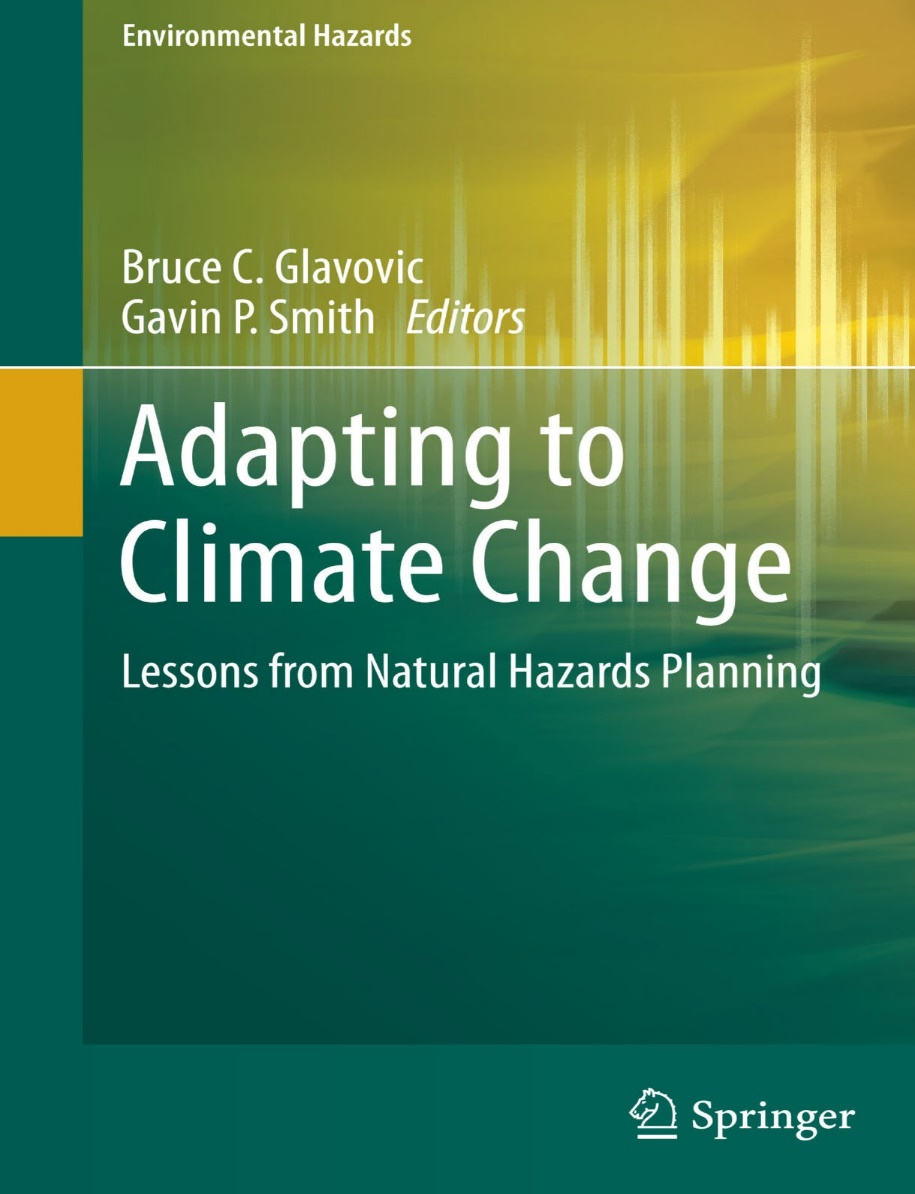 Environmental Hazards
Bruce C. Glavovic
Gavin P. Smith Editors
Adapting to
Climate Change
Lessons from Natural Hazards Planning
Springer